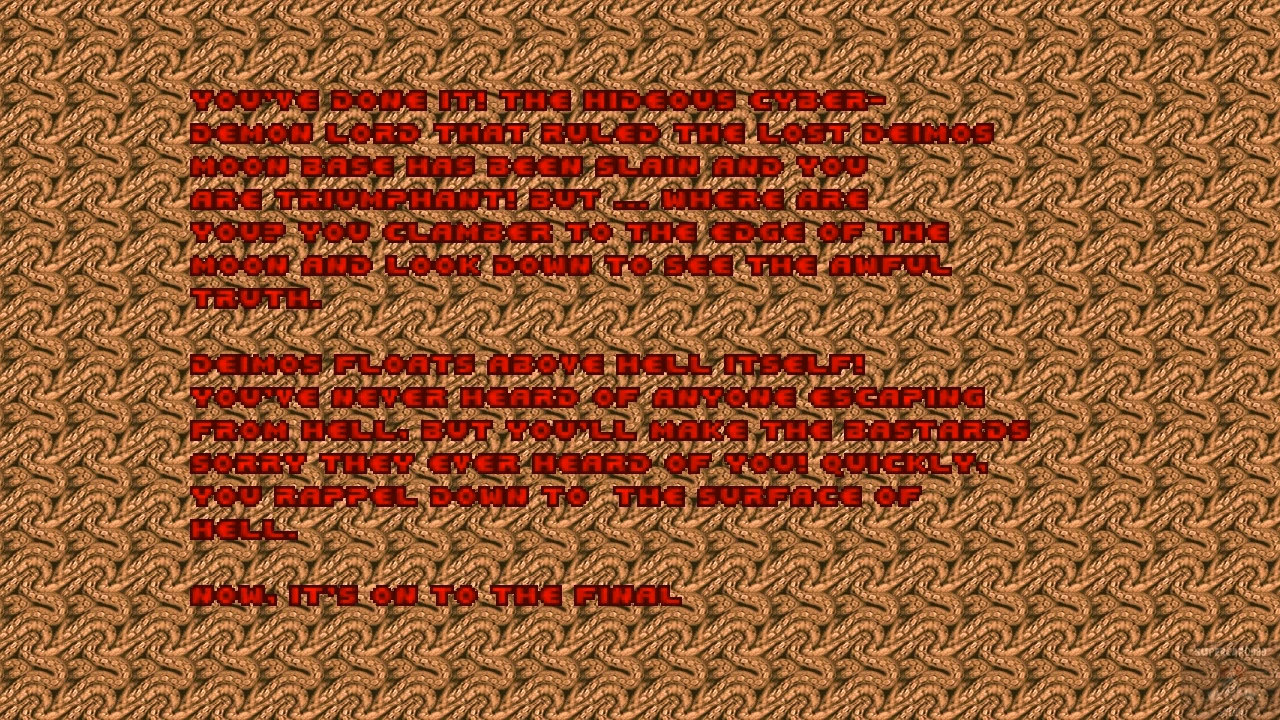 YOU'VE DONE IT! THE HIDEOUS CYBER-
DEMON LORD THAT RULED THE LOST DEIMOS
MOON BASE HAS BEEN SLAIN AND YOU
ARE TRIUMPHANT! BUT ... WHERE ARE
YOU? YOU CLAMBER TO THE EDGE OF THE
MOON AND LOOK DOWN TO SEE THE AWFUL
TRUTH.
DEIMOS FLOATS ABOVE HELL ITSELF!
YOU'VE NEVER HEARD OF ANYONE ESCAPING
FROM HELL, BUT YOU'LL MAKE THE BASTARDS
SORRY THEY EVER HEARD OF YOU! QUICKLY,
YOU RAPPEL DOWN TO  THE SURFACE OF
HELL.
NOW, IT'S ON TO THE FINAL